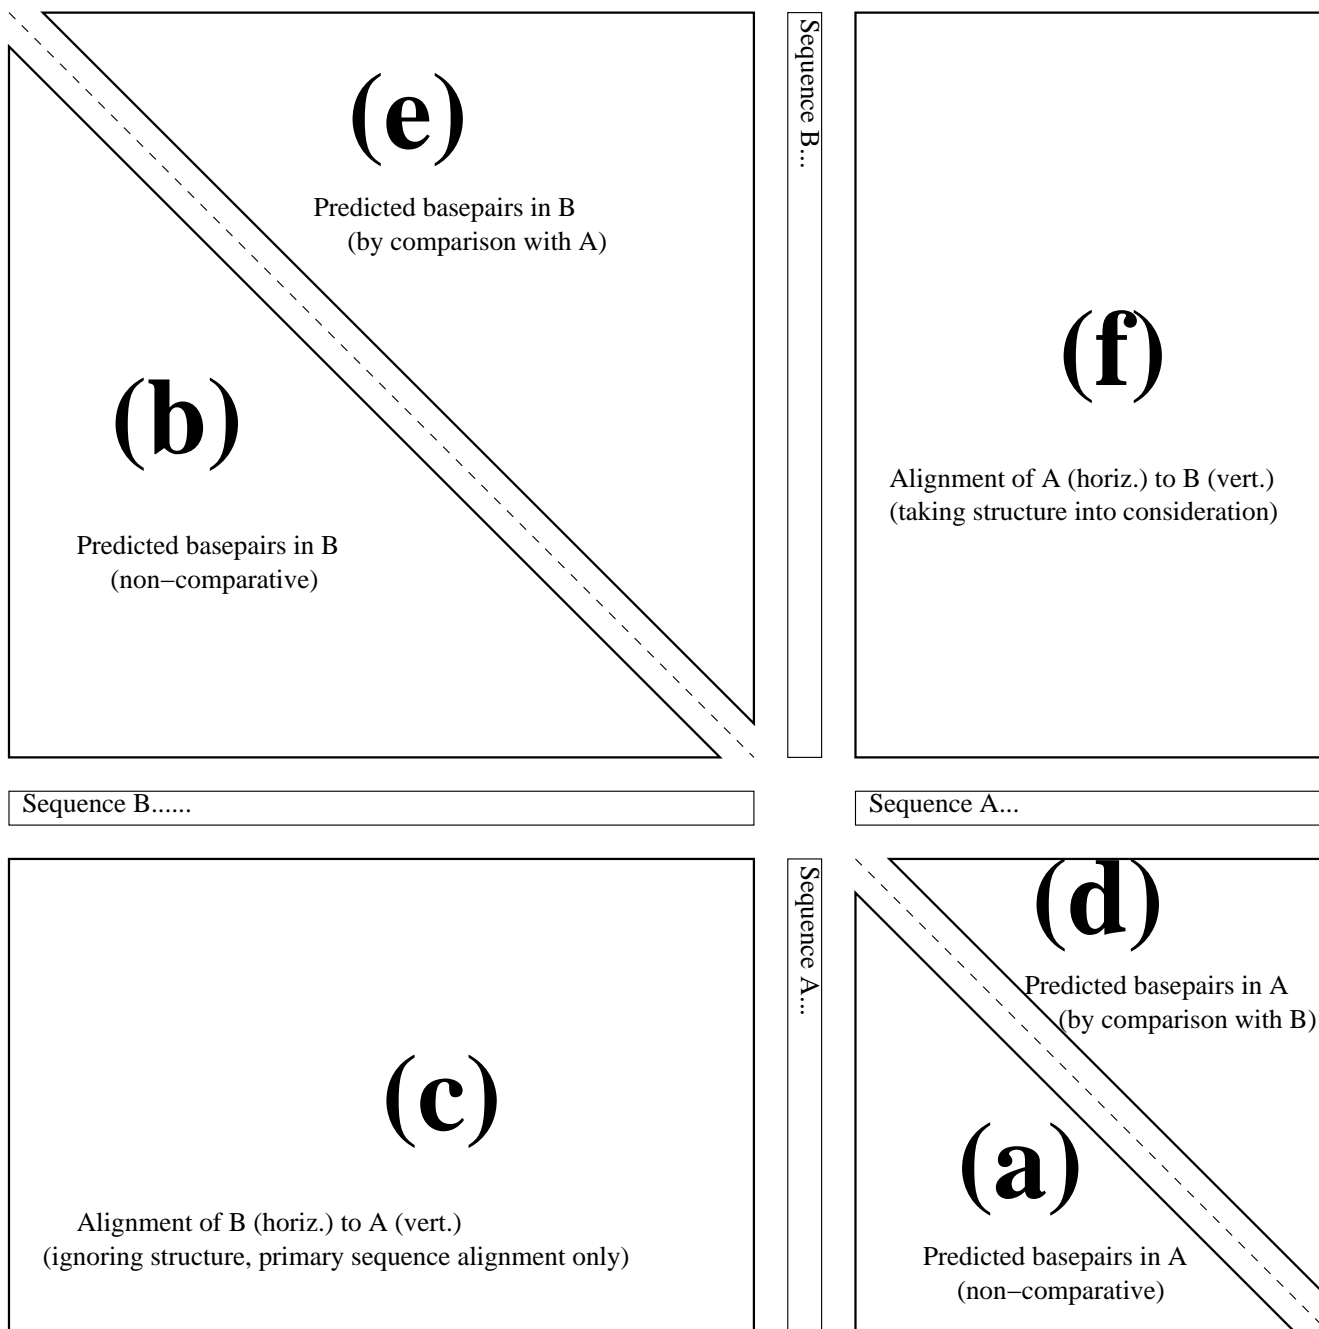 (e)
Predicted basepairs in B
(by comparison with A)
(b)
Predicted basepairs in B
(non−comparative)
Sequence B...
(f)
Alignment of A (horiz.) to B (vert.)
(taking structure into consideration)
Sequence B......
Sequence A...
(c)
Alignment of B (horiz.) to A (vert.)
(ignoring structure, primary sequence alignment only)
Sequence A...
(d)
Predicted basepairs in A
(by comparison with B)
(a)
Predicted basepairs in A
(non−comparative)